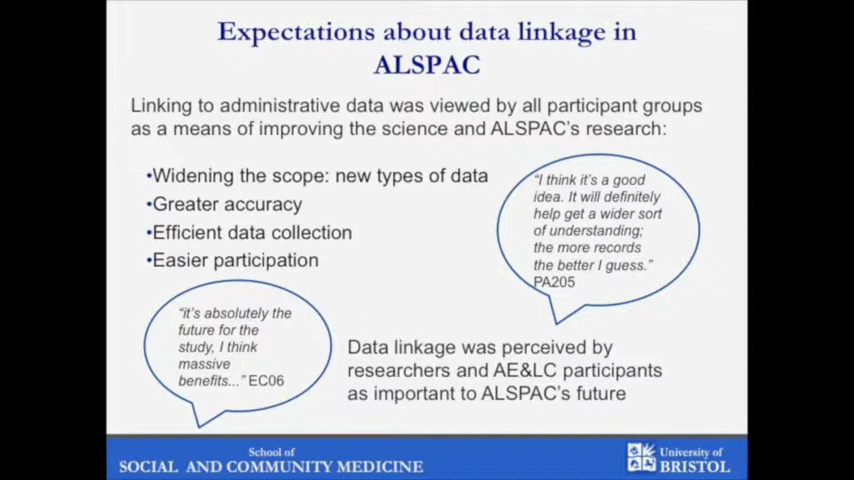 Expectations about data linkage in
ALSPAC
Linking to administrative data was viewed by all participant groups
as a means of improving the science and ALSPAC's research:
•Widening the scope: new types of data
•Greater accuracy
•Efficient data collection
•Easier participation
“I think it's a good
idea. It will definitely
help get a wider sort
of understanding;
the more records
the better I guess.”
PA205
“it's absolutely the
future for the
study, I think
massive
benefits...” EC06
Data linkage was perceived by
researchers and AE&LC participants
as important to ALSPAC's future
School of
SOCIAL AND COMMUNITY MEDICINE
University of
BRISTOL